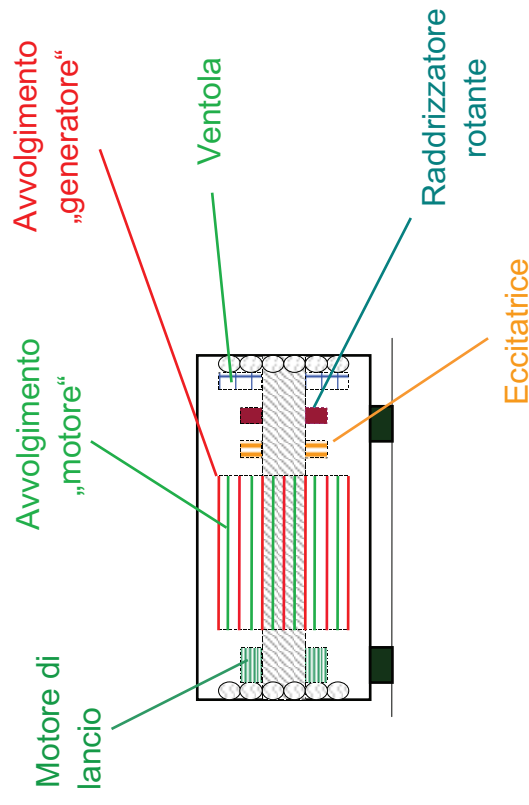 Motore di
lancio
Avvolgimento
„motore“
Avvolgimento
„generatore“
Ventola
Raddrizzatore
rotante
Eccitatrice